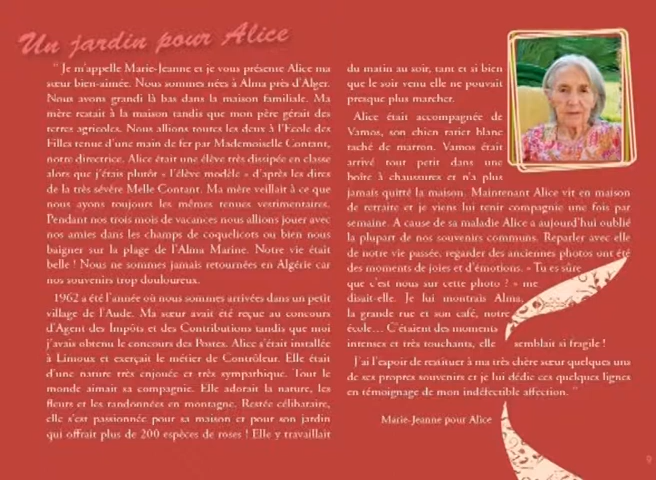 Un jardin pour Alice
" Je m'appelle Marie-Jeanne et je vous présente Alice ma
sœur bien-aimée. Nous sommes nées à Alma près d'Alger.
Nous avons grandi là bas dans la maison familiale. Ma
mère restait à la maison tandis que mon père gérait des
terres agricoles. Nous allions toutes les deux à l'Ecole des
Filles tenue d'une main de fer par Mademoiselle Contant,
notre directrice. Alice était une élève très dissipée en classe
alors que j'étais plutôt « l'élève modèle » d'après les dires
de la très sévère Melle Contant. Ma mère veillait à ce que
nous ayons toujours les mêmes tenues vestimentaires.
Pendant nos trois mois de vacances nous allions jouer avec
nos amies dans les champs de coquelicots ou bien nous
baigner sur la plage de l'Alma Marine. Notre vie était
belle ! Nous ne sommes jamais retournées en Algérie car
nos souvenirs trop douloureux.
1962 a été l'année où nous sommes arrivées dans un petit
village de l'Aude. Ma sœur avait été reçue au concours
d'Agent des Impôts et des Contributions tandis que moi
j'avais obtenu le concours des Postes. Alice s'était installée
à Limoux et exerçait le métier de Contrôleur. Elle était
d'une nature très enjouée et très sympathique. Tout le
monde aimait sa compagnie. Elle adorait la nature, les
fleurs et les randonnées en montagne. Restée célibataire,
elle s'est passionnée pour sa maison et pour son jardin
qui offrait plus de 200 espèces de roses ! Elle y travaillait
du matin au soir, tant et si bien
que le soir venu elle ne pouvait
presque plus marcher.
Alice était accompagnée de
Vamos, son chien ratier blanc
taché de marron. Vamos était
arrivé tout petit dans une
boîte à chaussures et n'a plus
jamais quitté la maison. Maintenant Alice vit en maison
de retraite et je viens lui tenir compagnie une fois par
semaine. A cause de sa maladie Alice a aujourd'hui oublié
la plupart de nos souvenirs communs. Reparler avec elle
de notre vie passée, regarder des anciennes photos ont été
des moments de joies et d'émotions. « Tu es sûre
que c'est nous sur cette photo ? » me
disait-elle. Je lui montrais Alma,
la grande rue et son café, notre
école... C'étaient des moments
intenses et très touchants, elle semblait si fragile !
J'ai l'espoir de restituer à ma très chère sœur quelques uns
de ses propres souvenirs et je lui dédie ces quelques lignes
en témoignage de mon indéfectible affection. "
Marie-Jeanne pour Alice
9